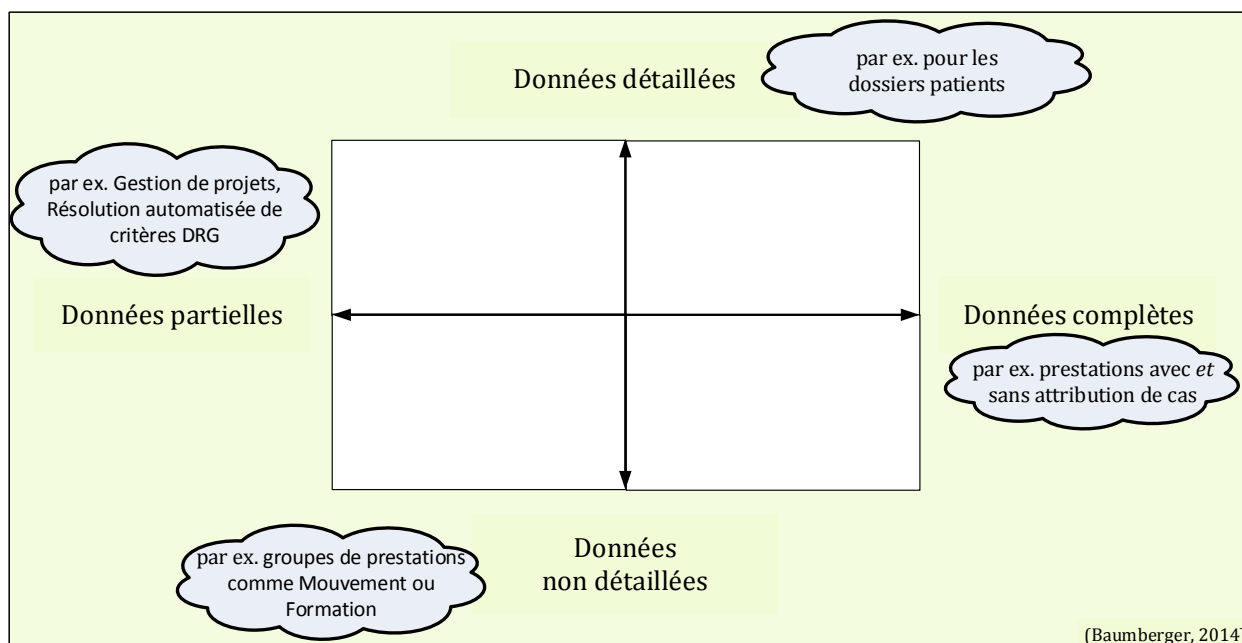 Données détaillées
par ex. pour les
dossiers patients
par ex. Gestion de projets,
Résolution automatisée de
critères DRG
Données partielles
Données complètes
par ex. prestations avec et
sans attribution de cas
par ex. groupes de prestations
comme Mouvement ou
Formation
Données
non détaillées
(Baumberger, 2014)